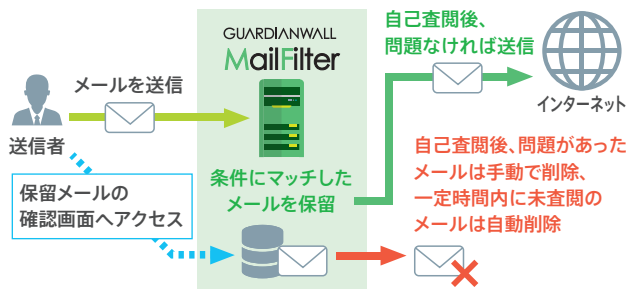 GUARDIANWALL
MailFilter
メールを送信
送信者
保留メールの
確認画面へアクセス
条件にマッチした
メールを保留
自己査閲後、
問題なければ送信
インターネット
自己査閲後、問題があった
メールは手動で削除、
一定時間内に未査閲の
メールは自動削除